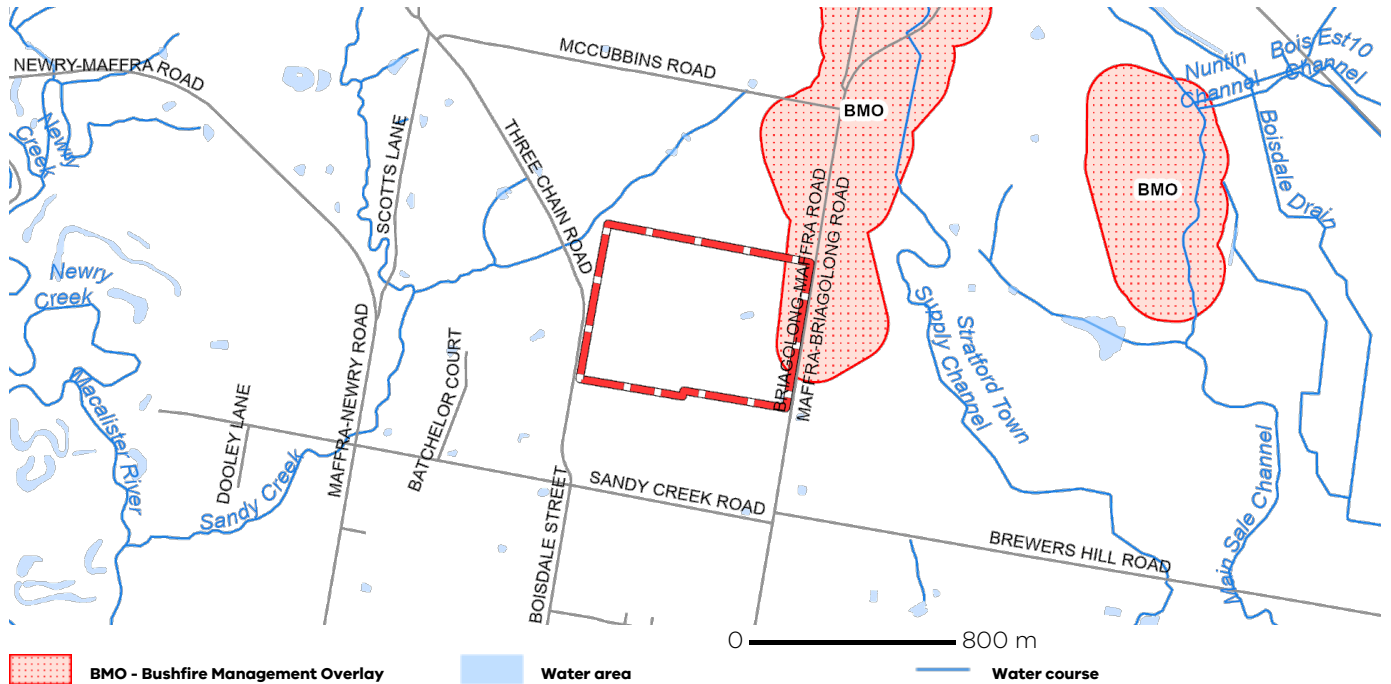 NEWRY-MAFFRA ROAD
MCCUBBINS ROAD
Bois Est10
Channel
Nuntin
Channel
BMO
Newry
Creek
SCOTTS LANE
THREE CHAIN ROAD
Boisdale Drain
BMO
BRIAGOLONG-MAFFRA ROAD
MAFFRA-BRIAGOLONG ROAD
Newry
Creek
Stratford Town
Supply Channel
MAFFRA-NEWRY ROAD
BATCHELOR COURT
Macalister River
DOOLEY LANE
Sandy Creek
BOISDALE STREET
SANDY CREEK ROAD
Main Sale Channel
BREWERS HILL ROAD
0 800 m
BMO - Bushfire Management Overlay
Water area
Water course